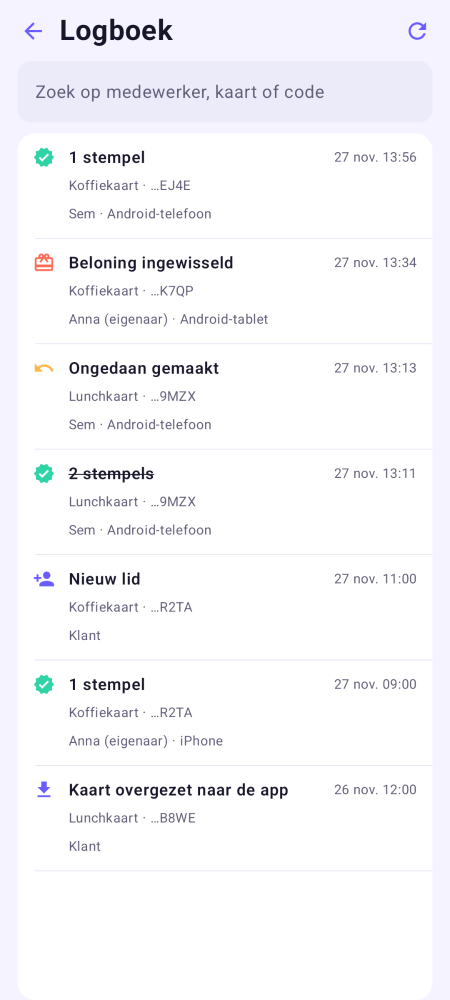 Logboek
Zoek op medewerker, kaart of code
1 stempel
27 nov. 13:56
Koffiekaart · …EJ4E
Sem · Android-telefoon
Beloning ingewisseld
27 nov. 13:34
Koffiekaart · …K7QP
Anna (eigenaar) · Android-tablet
Ongedaan gemaakt
27 nov. 13:13
Lunchkaart · …9MZX
Sem · Android-telefoon
2 stempels
27 nov. 13:11
Lunchkaart · …9MZX
Sem · Android-telefoon
Nieuw lid
27 nov. 11:00
Koffiekaart · …R2TA
Klant
1 stempel
27 nov. 09:00
Koffiekaart · …R2TA
Anna (eigenaar) · iPhone
Kaart overgezet naar de app
26 nov. 12:00
Lunchkaart · …B8WE
Klant